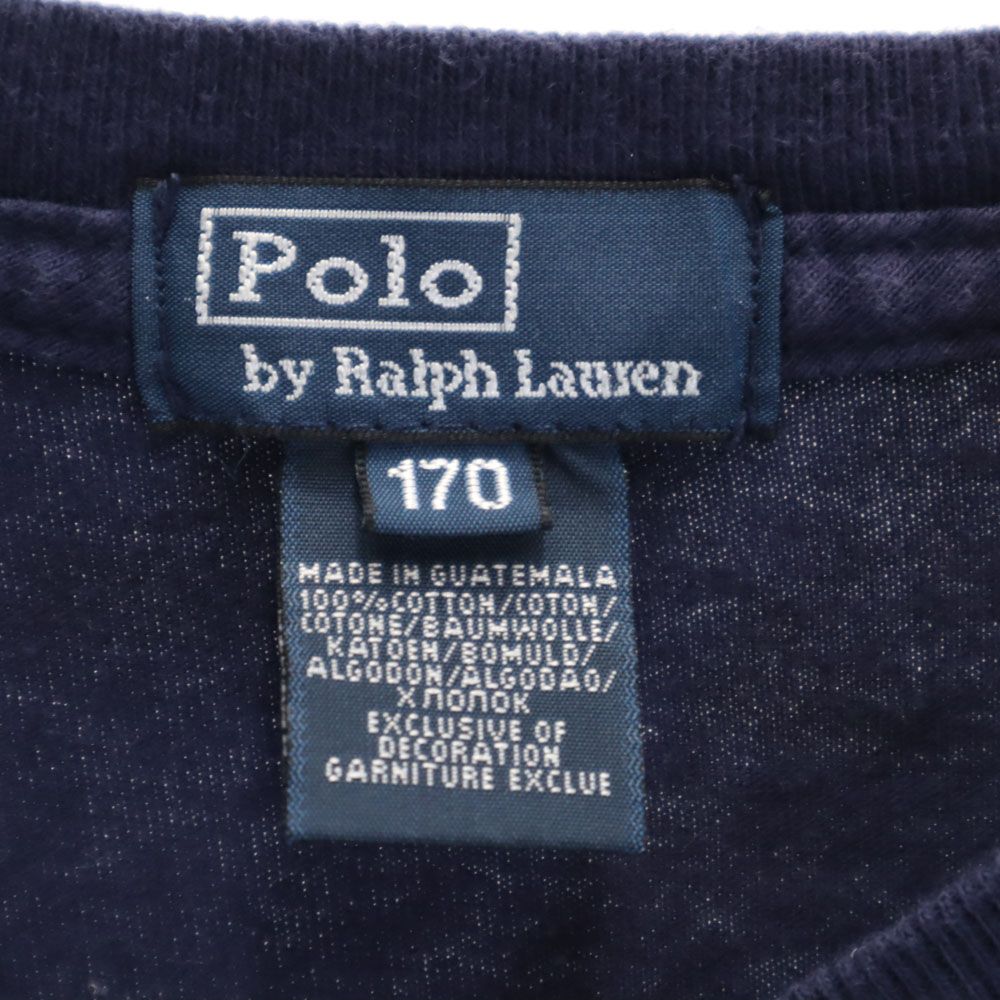 Polo
by Ralph Lauren
170
MADE IN GUATEMALA
100%COTTON/COTON/
COTONE/BAUMWOLLE/
KATOEN/BOMULD/
ALGODON/ALGODAO/
ХЛОПОК
EXCLUSIVE OF
DECORATION
GARNITURE EXCLUE